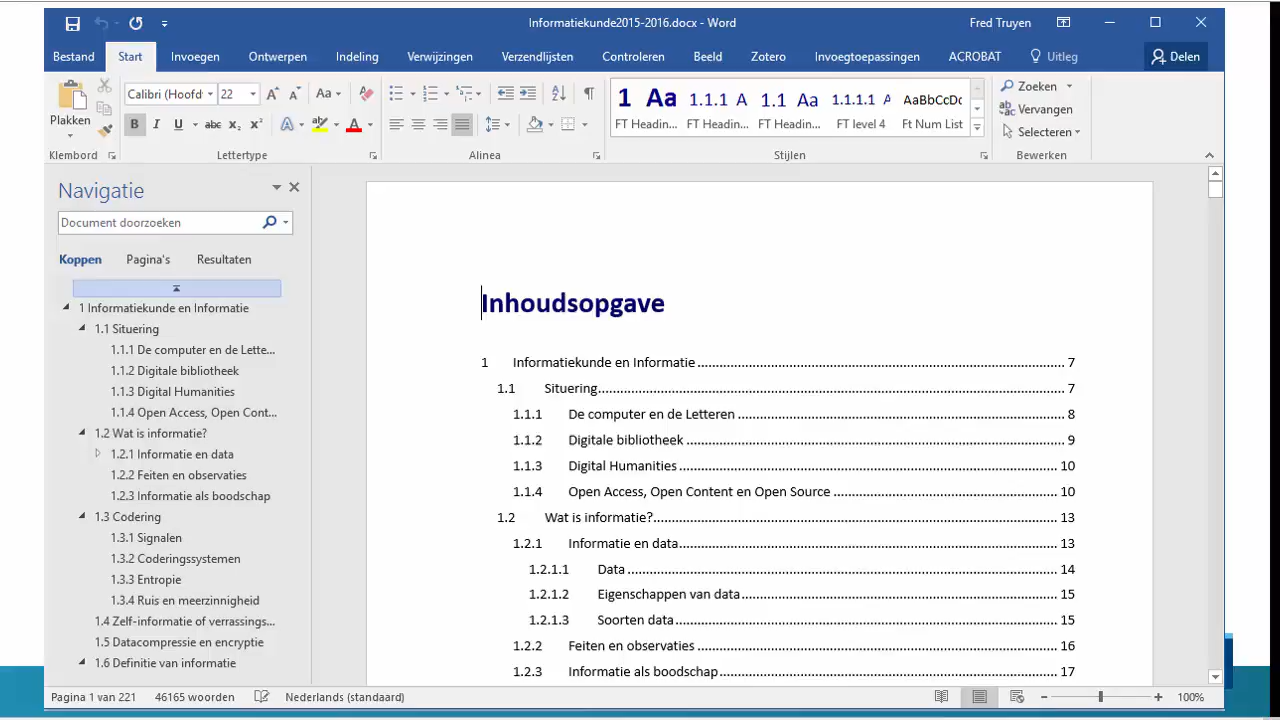 Informatiekunde2015-2016.docx - Word
Fred Truyen
Bestand Start Invoegen Ontwerpen Indeling Verwijzingen Verzendlijsten Controleren Beeld Zotero Invoegtoepassingen ACROBAT Uitleg Delen
Plakken
Klembord
Calibri (Hoofd 22
Aa
B I U abc x₂ x² A A
Lettertype
Alinea
1 Aa 1.1.1 A 1.1 Aa 1.1.1.1 A AaBbCcDc
FT Headin... FT Headin... FT Headin... FT level 4 Ft Num List
Stijlen
Zoeken
Vervangen
Selecteren
Bewerken
Navigatie
Document doorzoeken
Koppen Pagina's Resultaten
1 Informatiekunde en Informatie
1.1 Situering
1.1.1 De computer en de Lette...
1.1.2 Digitale bibliotheek
1.1.3 Digital Humanities
1.1.4 Open Access, Open Cont...
1.2 Wat is informatie?
1.2.1 Informatie en data
1.2.2 Feiten en observaties
1.2.3 Informatie als boodschap
1.3 Codering
1.3.1 Signalen
1.3.2 Coderingssystemen
1.3.3 Entropie
1.3.4 Ruis en meerzinnigheid
1.4 Zelf-informatie of verrassings...
1.5 Datacompressie en encryptie
1.6 Definitie van informatie
Inhoudsopgave
1 Informatiekunde en Informatie 7
1.1 Situering 7
1.1.1 De computer en de Letteren 8
1.1.2 Digitale bibliotheek 9
1.1.3 Digital Humanities 10
1.1.4 Open Access, Open Content en Open Source 10
1.2 Wat is informatie? 13
1.2.1 Informatie en data 13
1.2.1.1 Data 14
1.2.1.2 Eigenschappen van data 15
1.2.1.3 Soorten data 15
1.2.2 Feiten en observaties 16
1.2.3 Informatie als boodschap 17
Pagina 1 van 221 46165 woorden Nederlands (standaard) 100%